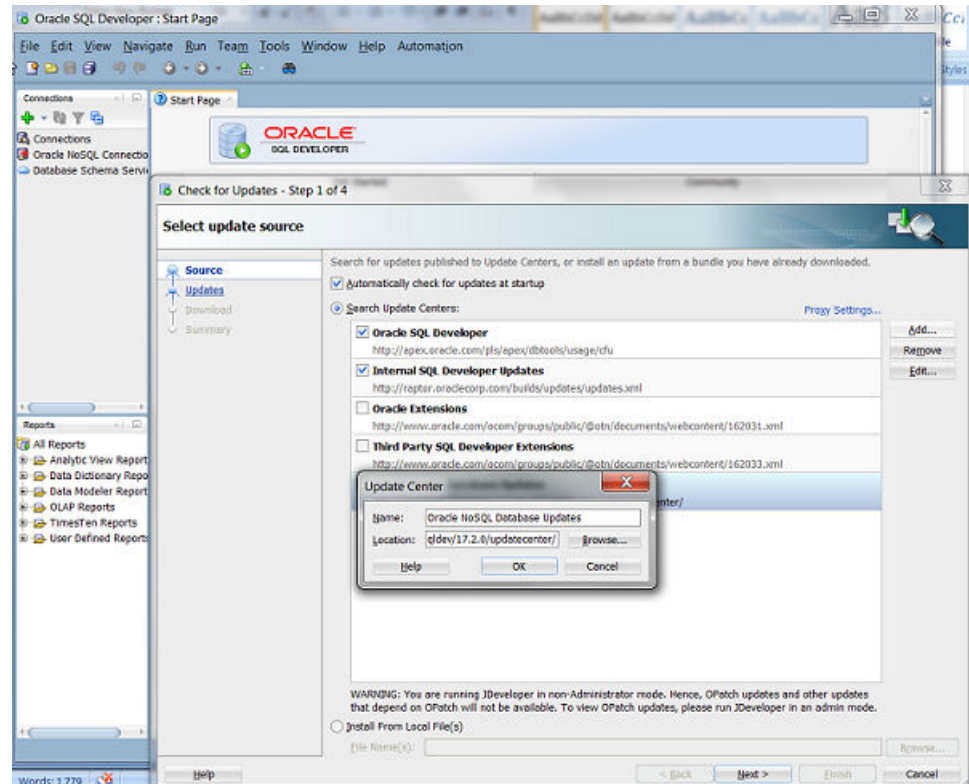 Oracle SQL Developer : Start Page
File Edit View Navigate Run Team Tools Window Help Automation
Connections
Start Page
Connections
Oracle NoSQL Connectio
Database Schema Servi
ORACLE
SQL DEVELOPER
Styles
Check for Updates - Step 1 of 4
Select update source
Source
Updates
Download
Summary
Search for updates published to Update Centers, or install an update from a bundle you have already downloaded.
Automatically check for updates at startup
Search Update Centers:
Proxy Settings...
Oracle SQL Developer
http://apex.oracle.com/pls/apex/dbtools/usage/cfu
Internal SQL Developer Updates
http://raptor.oraclecorp.com/builds/updates/updates.xml
Oracle Extensions
http://www.oracle.com/ocom/groups/public/@otn/documents/webcontent/162031.xml
Third Party SQL Developer Extensions
http://www.oracle.com/ocom/groups/public/@otn/documents/webcontent/162033.xml
enter/
Add...
Remove
Edit...
Update Center
Name: Oracle NoSQL Database Updates
Location: qldev/17.2.0/updatecenter/ Browse...
Help OK Cancel
Reports
All Reports
Analytic View Report
Data Dictionary Repo
Data Modeler Report
OLAP Reports
TimesTen Reports
User Defined Reports
WARNING: You are running JDeveloper in non-Administrator mode. Hence, OPatch updates and other updates
that depend on OPatch will not be available. To view OPatch updates, please run JDeveloper in an admin mode.
Install From Local File(s)
File Name(s):
Browse...
Help
< Back Next > Finish Cancel
Words: 1,779